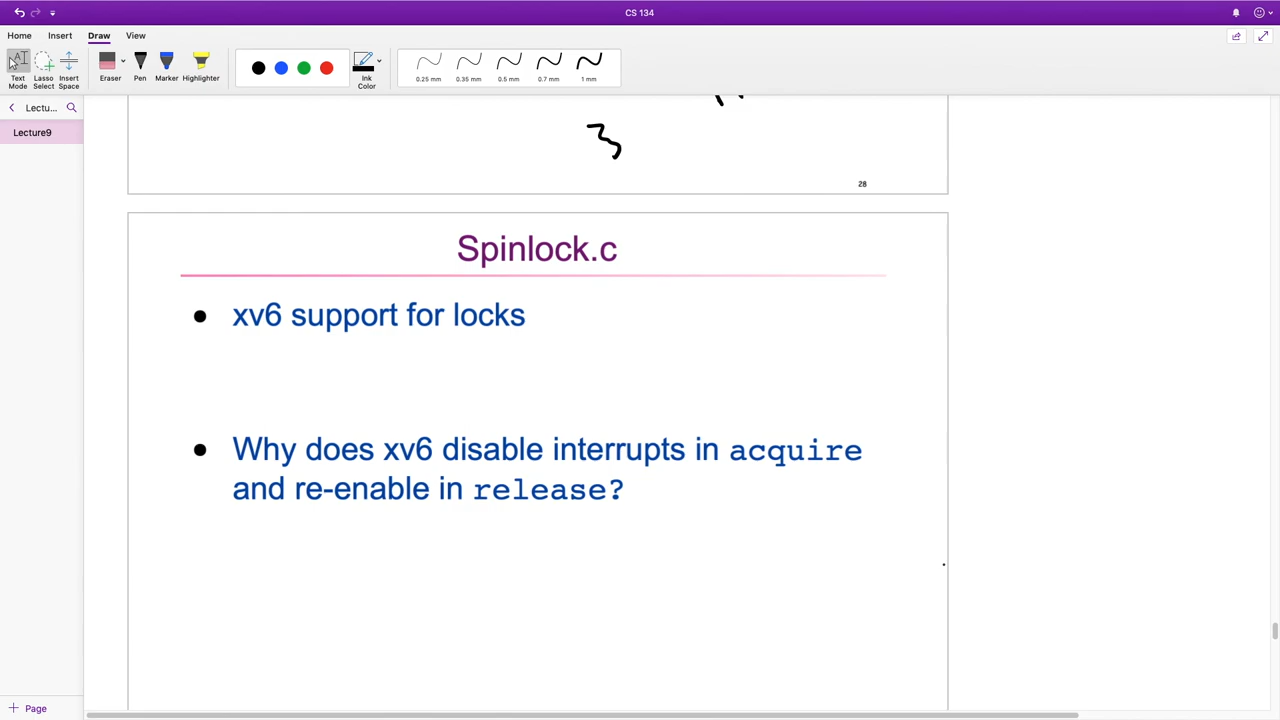 CS 134
Home Insert Draw View
Text Mode
Lasso Select
Insert Space
Eraser
Pen
Marker
Highlighter
Ink Color
0.25 mm
0.35 mm
0.5 mm
0.7 mm
1 mm
Lectu...
Lecture9
28
Spinlock.c
● xv6 support for locks
● Why does xv6 disable interrupts in acquire
and re-enable in release?
+ Page